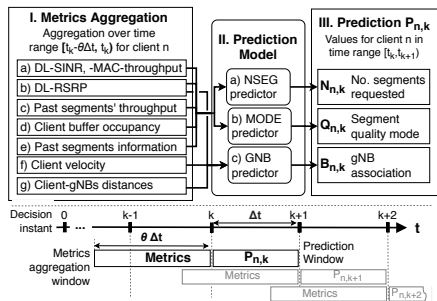 I. Metrics Aggregation
Aggregation over time
range [tk-θΔt, tk) for client n
a) DL-SINR, -MAC-throughput
b) DL-RSRP
c) Past segments' throughput
d) Client buffer occupancy
e) Past segments information
f) Client velocity
g) Client-gNBs distances
II. Prediction
Model
a) NSEG
predictor
b) MODE
predictor
c) GNB
predictor
III. Prediction Pn,k
Values for client n in
time range [tk,tk+1)
Nn,k No. segments
requested
Qn,k Segment
quality mode
Bn,k gNB
association
Decision
instant
0 ... k-1 k Δt k+1 k+2 t
θ Δt
Metrics
aggregation
window
Metrics Pn,k
Prediction
Window
Metrics Pn,k+1
Metrics Pn,k+2